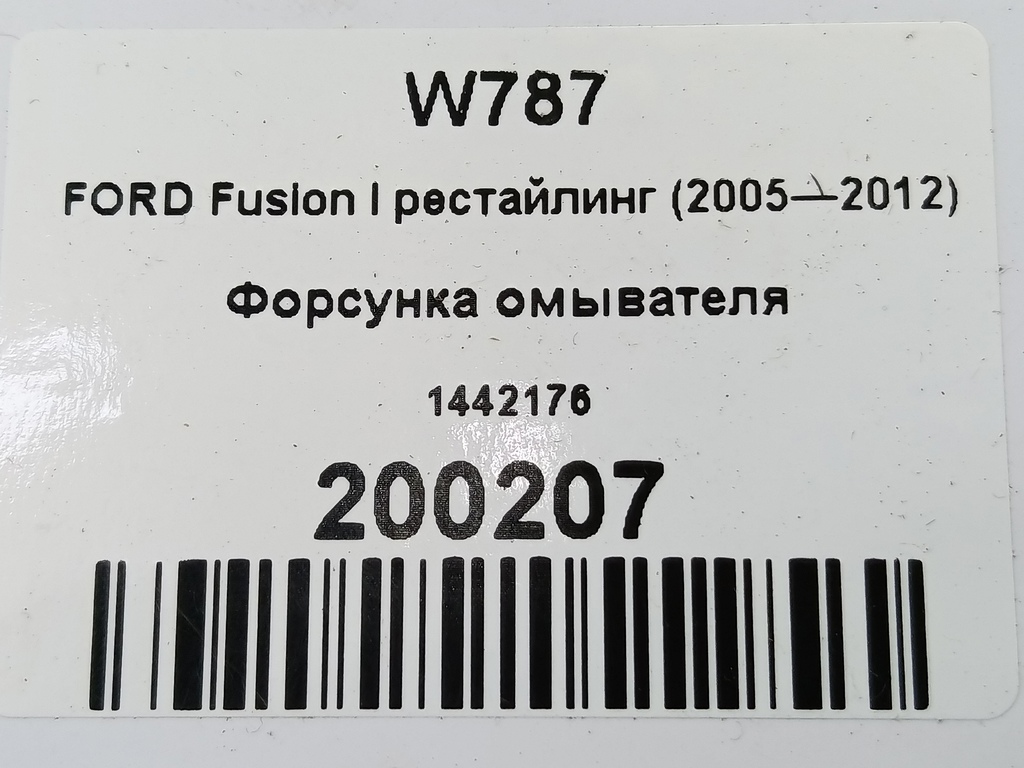 W787
FORD Fusion I рестайлинг (2005—2012)
Форсунка омывателя
1442176
200207